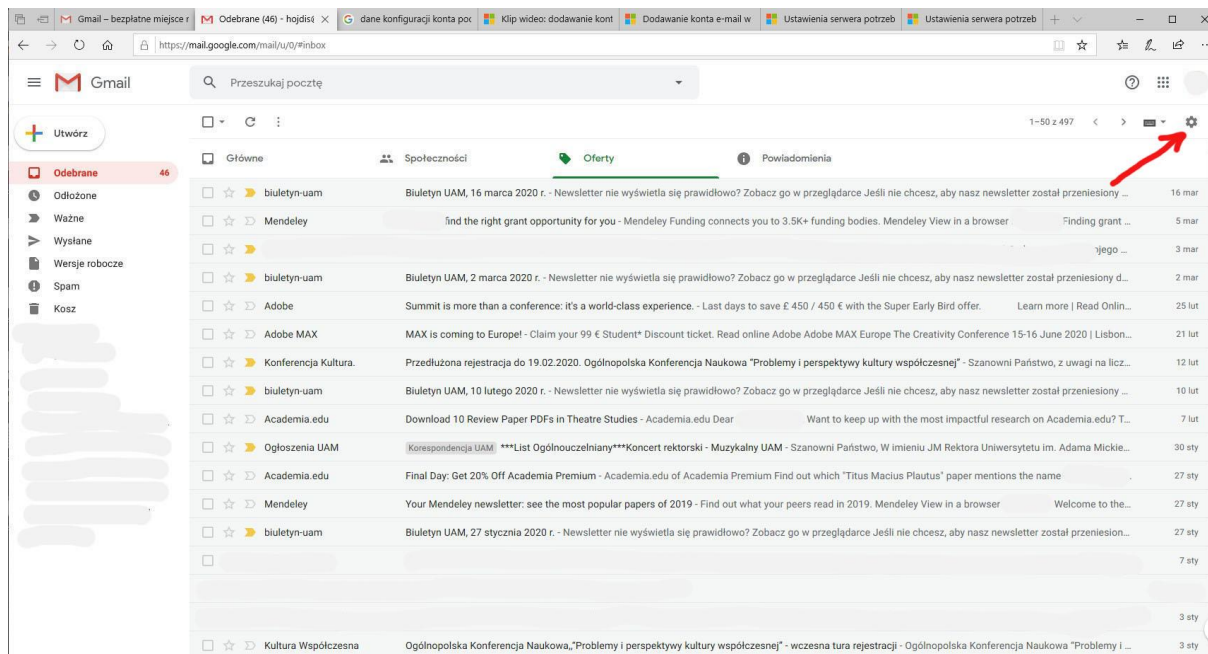 Gmail – bezpłatne miejsce r
Odebrane (46) - hojdis@
dane konfiguracji konta poc
Klip wideo: dodawanie kont
Dodawanie konta e-mail w
Ustawienia serwera potrzeb
Ustawienia serwera potrzeb
https://mail.google.com/mail/u/0/#inbox
Gmail
Przeszukaj pocztę
Utwórz
1–50 z 497
Główne Społeczności Oferty Powiadomienia
Odebrane 46
Odłożone
Ważne
Wysłane
Wersje robocze
Spam
Kosz
biuletyn-uam Biuletyn UAM, 16 marca 2020 r. - Newsletter nie wyświetla się prawidłowo? Zobacz go w przeglądarce Jeśli nie chcesz, aby nasz newsletter został przeniesiony ... 16 mar
Mendeley find the right grant opportunity for you - Mendeley Funding connects you to 3.5K+ funding bodies. Mendeley View in a browser Finding grant ... 5 mar
3 mar
biuletyn-uam Biuletyn UAM, 2 marca 2020 r. - Newsletter nie wyświetla się prawidłowo? Zobacz go w przeglądarce Jeśli nie chcesz, aby nasz newsletter został przeniesiony d... 2 mar
Adobe Summit is more than a conference: it's a world-class experience. - Last days to save £ 450 / 450 € with the Super Early Bird offer. Learn more | Read Onlin... 25 lut
Adobe MAX MAX is coming to Europe! - Claim your 99 € Student* Discount ticket. Read online Adobe Adobe MAX Europe The Creativity Conference 15-16 June 2020 | Lisbon... 21 lut
Konferencja Kultura. Przedłużona rejestracja do 19.02.2020. Ogólnopolska Konferencja Naukowa "Problemy i perspektywy kultury współczesnej" - Szanowni Państwo, z uwagi na licz... 12 lut
biuletyn-uam Biuletyn UAM, 10 lutego 2020 r. - Newsletter nie wyświetla się prawidłowo? Zobacz go w przeglądarce Jeśli nie chcesz, aby nasz newsletter został przeniesiony ... 10 lut
Academia.edu Download 10 Review Paper PDFs in Theatre Studies - Academia.edu Dear Want to keep up with the most impactful research on Academia.edu? T... 7 lut
Ogłoszenia UAM Korespondencja UAM ***List Ogólnouczelniany***Koncert rektorski - Muzykalny UAM - Szanowni Państwo, W imieniu JM Rektora Uniwersytetu im. Adama Mickie... 30 sty
Academia.edu Final Day: Get 20% Off Academia Premium - Academia.edu of Academia Premium Find out which "Titus Macius Plautus" paper mentions the name 27 sty
Mendeley Your Mendeley newsletter: see the most popular papers of 2019 - Find out what your peers read in 2019. Mendeley View in a browser Welcome to the... 27 sty
biuletyn-uam Biuletyn UAM, 27 stycznia 2020 r. - Newsletter nie wyświetla się prawidłowo? Zobacz go w przeglądarce Jeśli nie chcesz, aby nasz newsletter został przeniesion... 27 sty
7 sty
3 sty
Kultura Współczesna Ogólnopolska Konferencja Naukowa,,"Problemy i perspektywy kultury współczesnej" - wczesna tura rejestracji - Ogólnopolska Konferencja Naukowa "Problemy i ... 3 sty